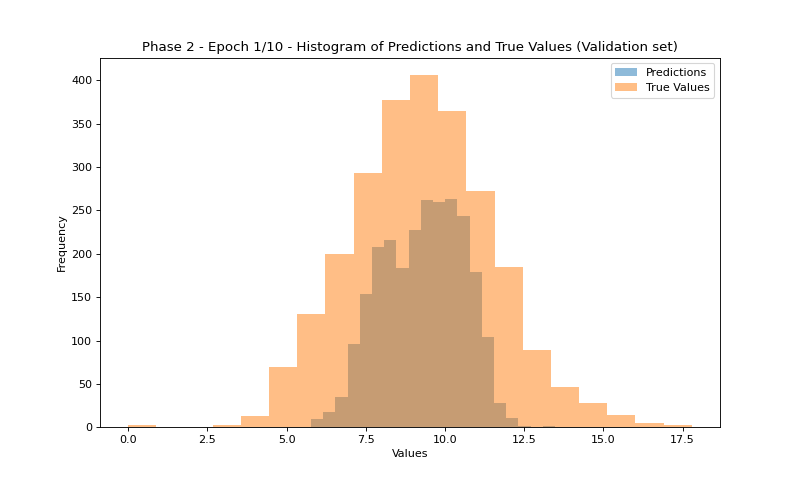 Phase 2 - Epoch 1/10 - Histogram of Predictions and True Values (Validation set)
Predictions
True Values
Frequency
400
350
300
250
200
150
100
50
0
0.0 2.5 5.0 7.5 10.0 12.5 15.0 17.5
Values